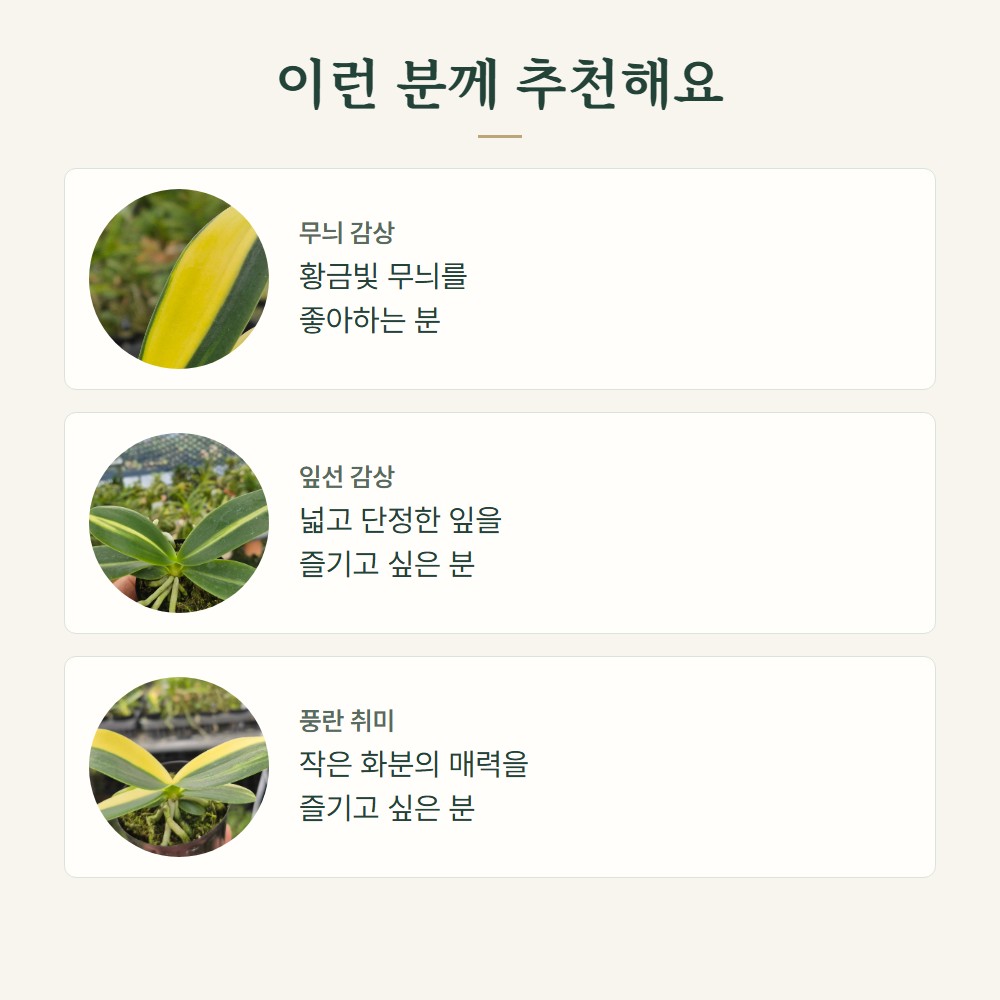 이런 분께 추천해요
무늬 감상
황금빛 무늬를
좋아하는 분
잎선 감상
넓고 단정한 잎을
즐기고 싶은 분
풍란 취미
작은 화분의 매력을
즐기고 싶은 분